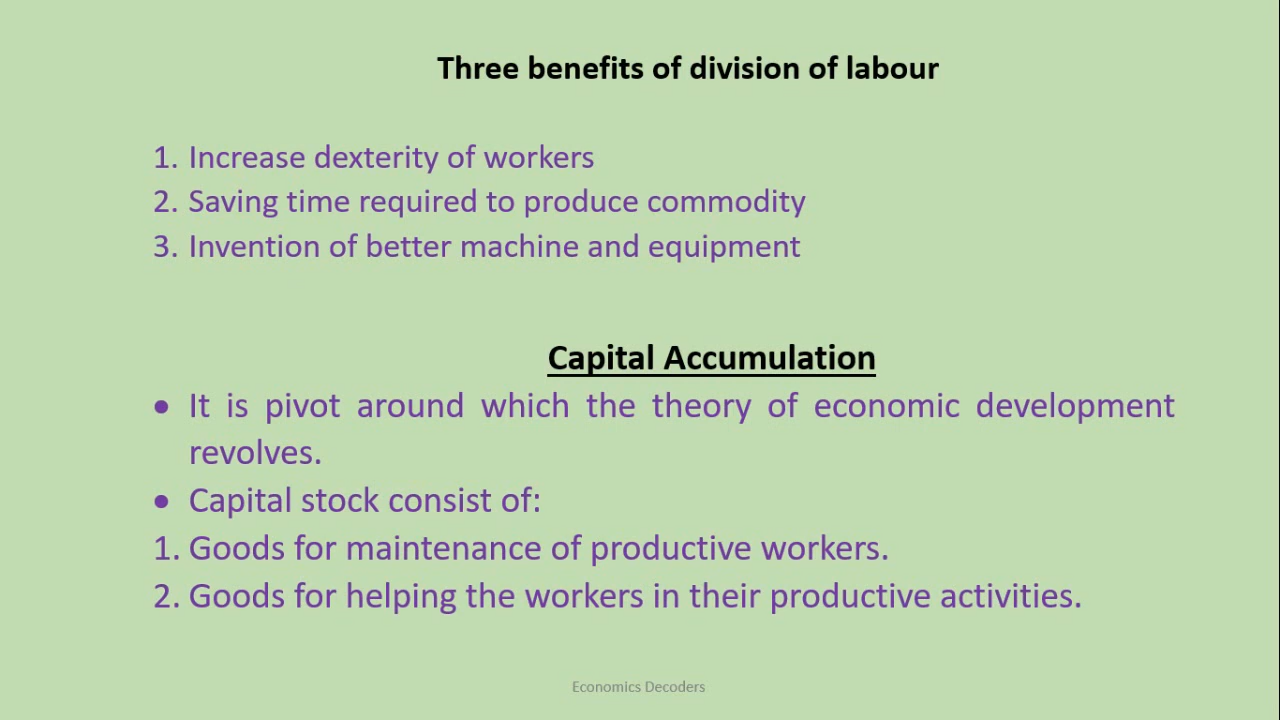 Three benefits of division of labour
1. Increase dexterity of workers
2. Saving time required to produce commodity
3. Invention of better machine and equipment
Capital Accumulation
• It is pivot around which the theory of economic development
revolves.
• Capital stock consist of:
1. Goods for maintenance of productive workers.
2. Goods for helping the workers in their productive activities.
Economics Decoders